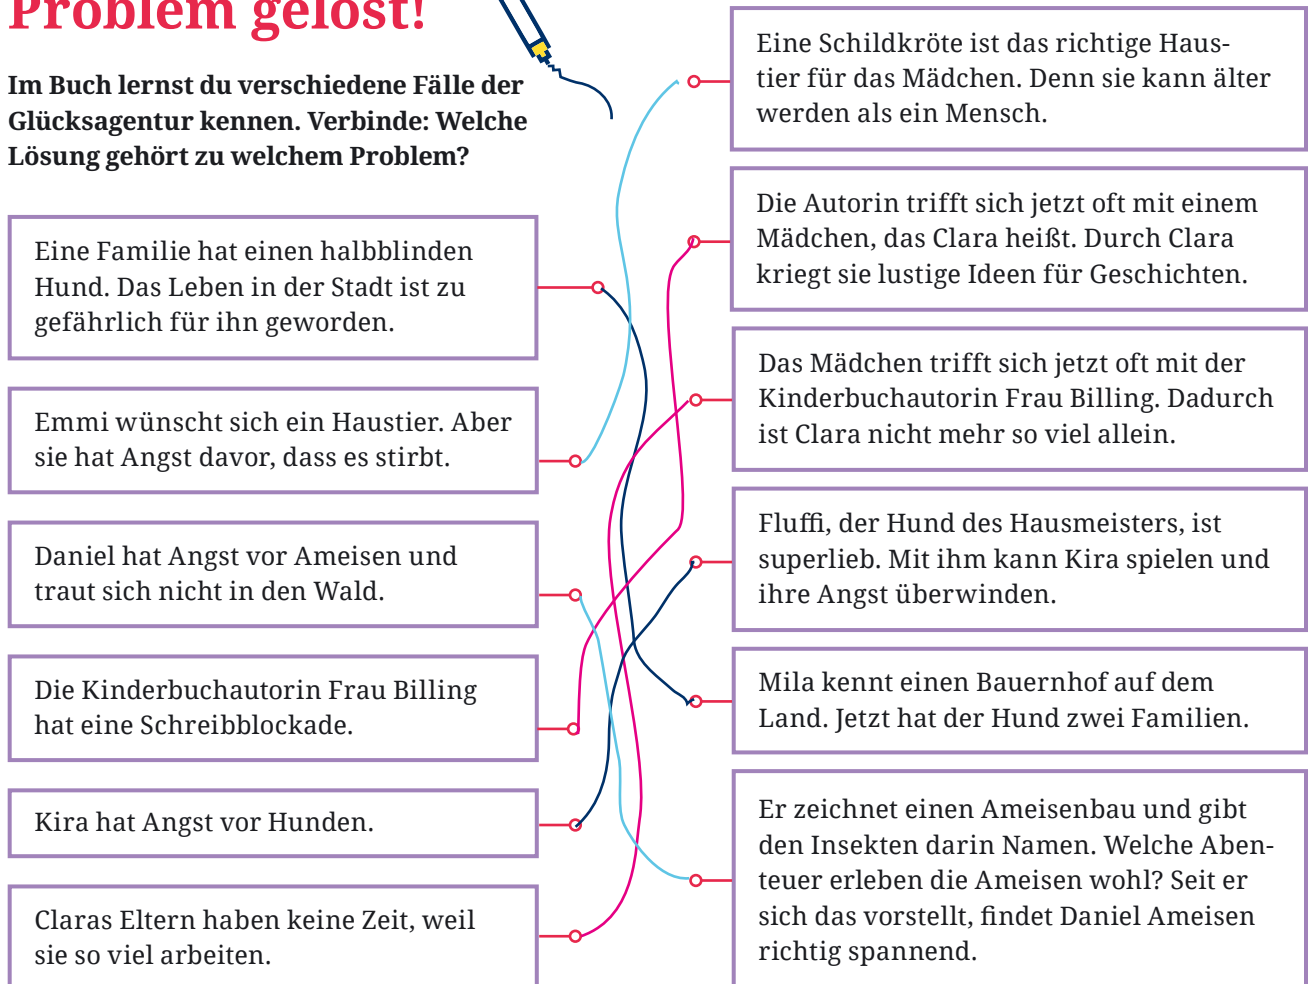 Problem gelöst!
Im Buch lernst du verschiedene Fälle der
Glücksagentur kennen. Verbinde: Welche
Lösung gehört zu welchem Problem?
Eine Familie hat einen halbblinden
Hund. Das Leben in der Stadt ist zu
gefährlich für ihn geworden.
Emmi wünscht sich ein Haustier. Aber
sie hat Angst davor, dass es stirbt.
Daniel hat Angst vor Ameisen und
traut sich nicht in den Wald.
Die Kinderbuchautorin Frau Billing
hat eine Schreibblockade.
Kira hat Angst vor Hunden.
Claras Eltern haben keine Zeit, weil
sie so viel arbeiten.
Eine Schildkröte ist das richtige Haus-
tier für das Mädchen. Denn sie kann älter
werden als ein Mensch.
Die Autorin trifft sich jetzt oft mit einem
Mädchen, das Clara heißt. Durch Clara
kriegt sie lustige Ideen für Geschichten.
Das Mädchen trifft sich jetzt oft mit der
Kinderbuchautorin Frau Billing. Dadurch
ist Clara nicht mehr so viel allein.
Fluffi, der Hund des Hausmeisters, ist
superlieb. Mit ihm kann Kira spielen und
ihre Angst überwinden.
Mila kennt einen Bauernhof auf dem
Land. Jetzt hat der Hund zwei Familien.
Er zeichnet einen Ameisenbau und gibt
den Insekten darin Namen. Welche Aben-
teuer erleben die Ameisen wohl? Seit er
sich das vorstellt, findet Daniel Ameisen
richtig spannend.